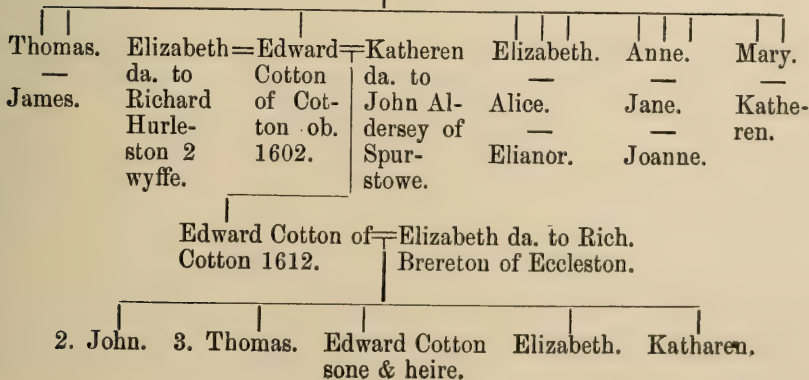 Thomas.
—
James.
Elizabeth
da. to
Richard
Hurle-
ston 2
wyffe.
Edward
Cotton
of Cot-
ton ob.
1602.
Katheren
da. to
John Al-
dersey of
Spur-
stowe.
Elizabeth.
—
Alice.
—
Elianor.
Anne.
—
Jane.
—
Joanne.
Mary.
—
Kathe-
ren.
Edward Cotton of
Cotton 1612.
Elizabeth da. to Rich.
Brereton of Eccleston.
2. John.
3. Thomas.
Edward Cotton
sone & heire.
Elizabeth.
Katharen.